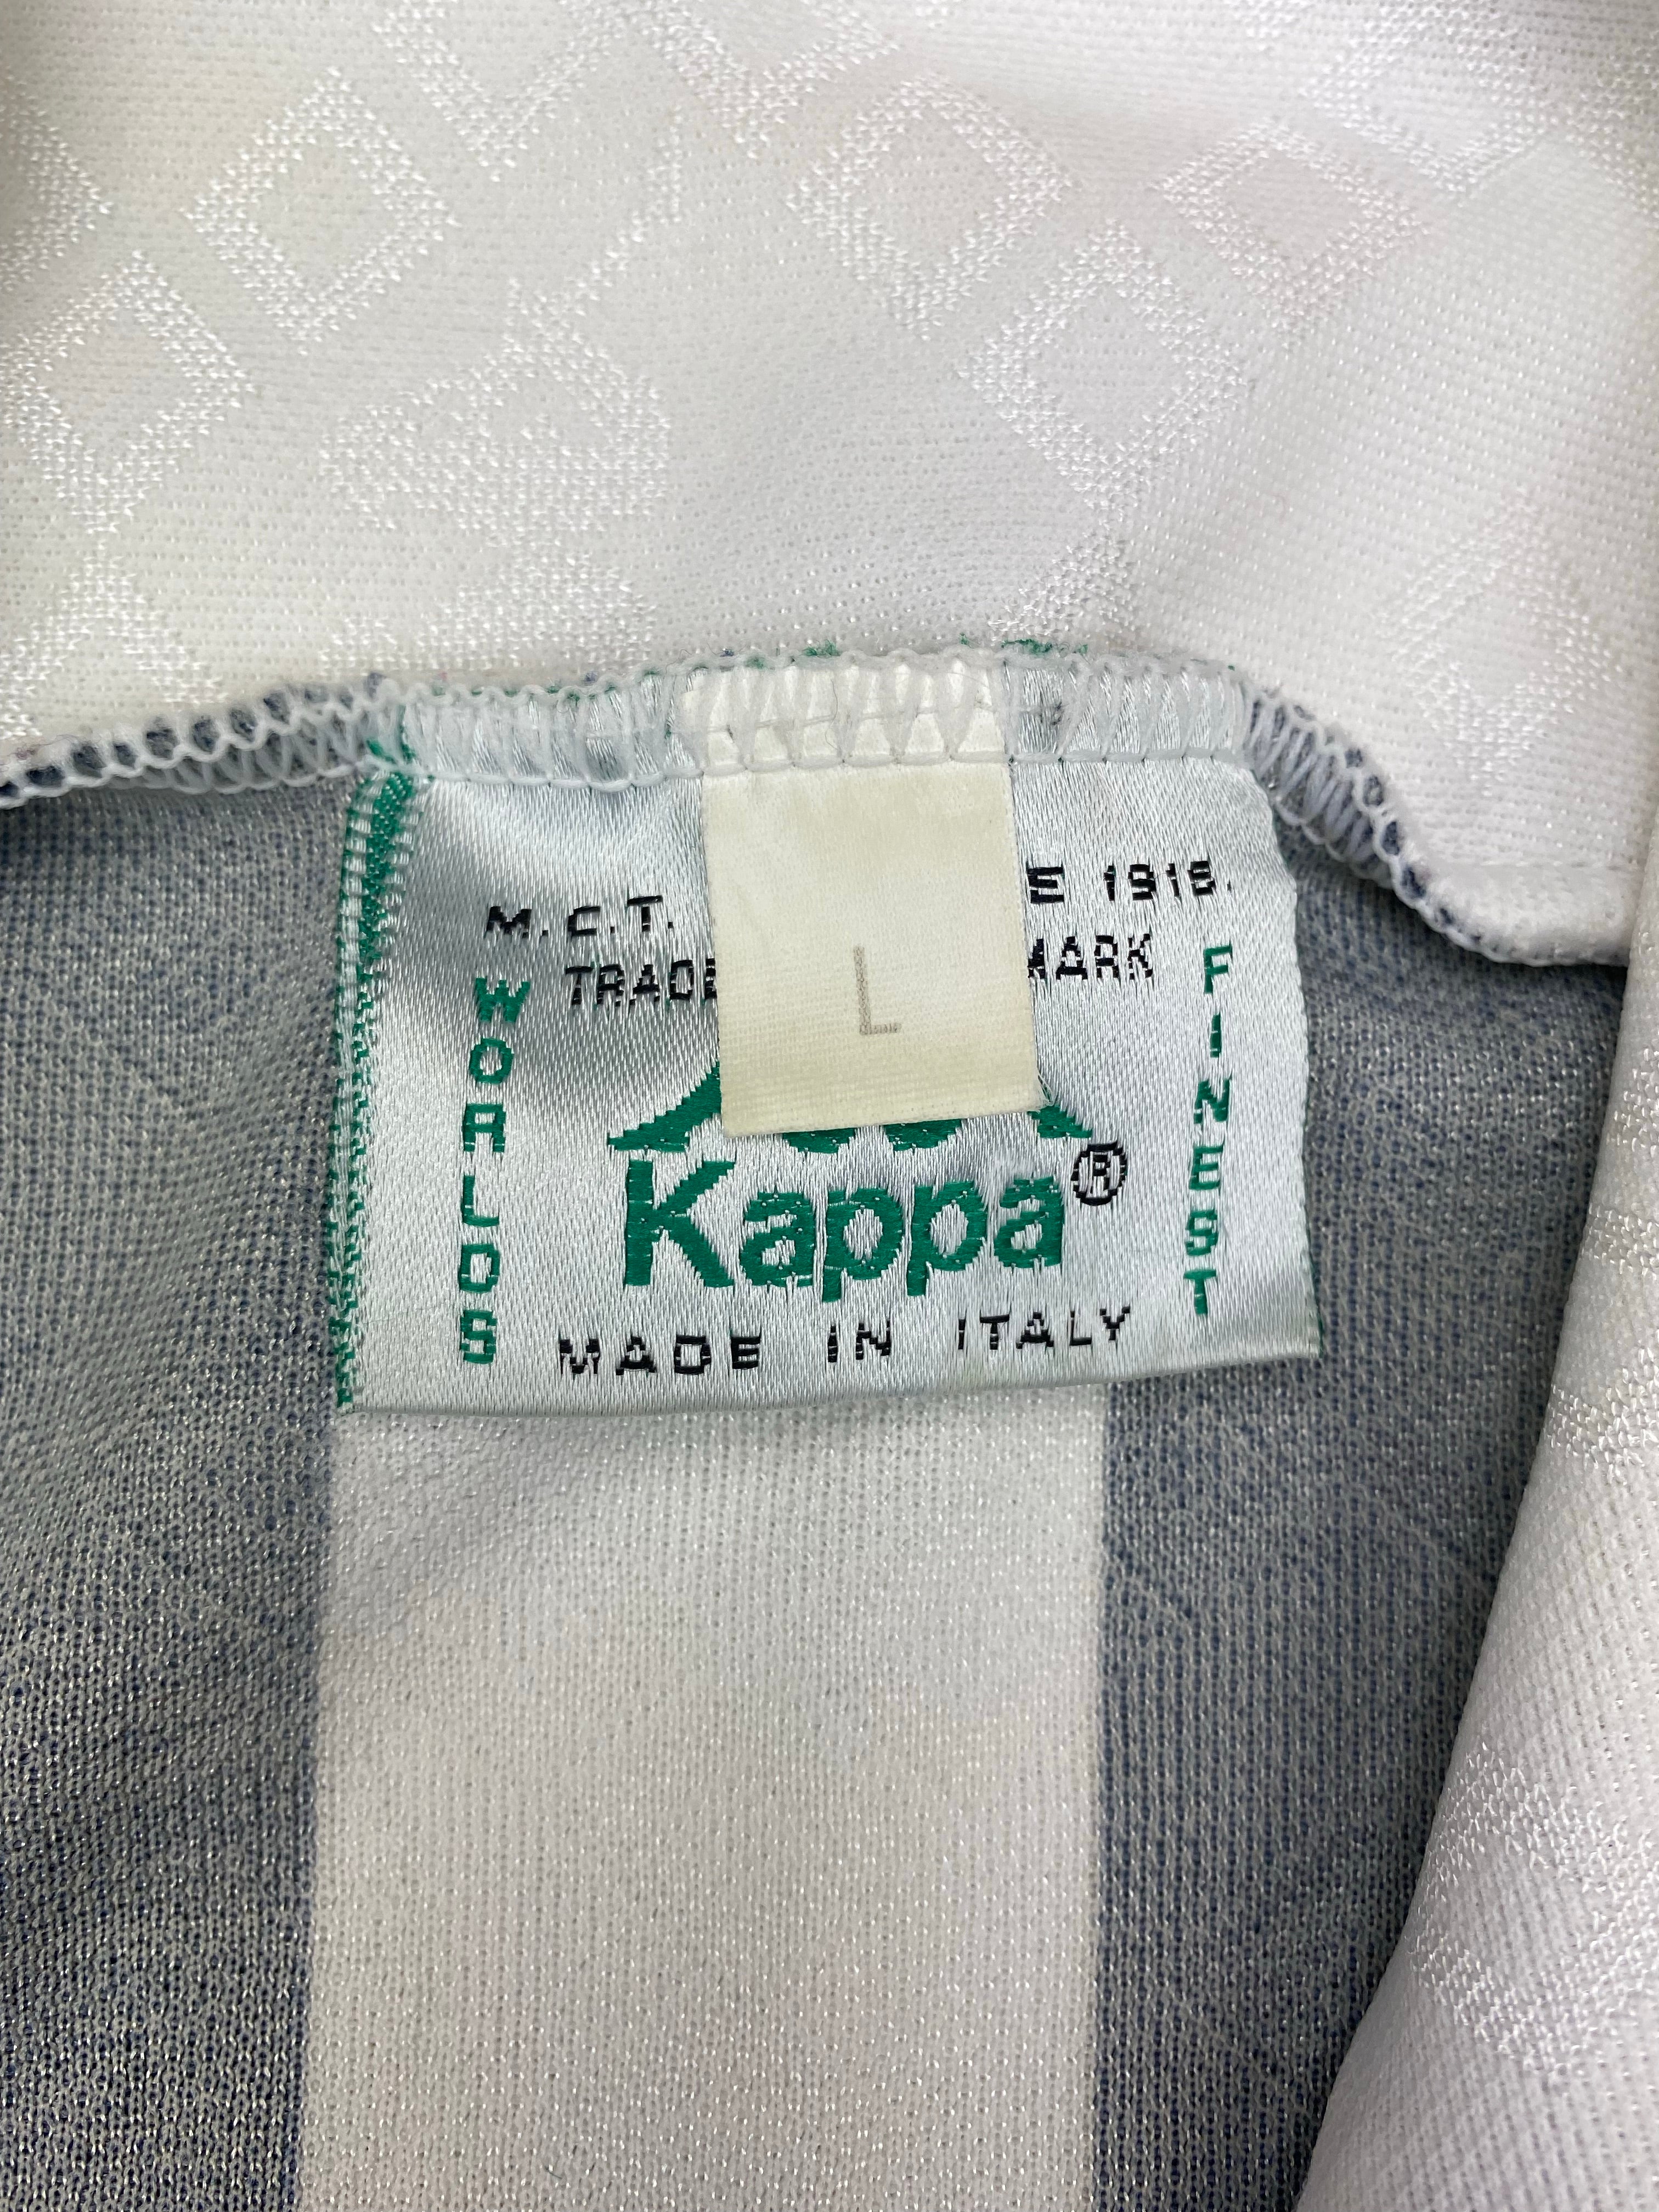 M.C.T. E 1916.
TRADE MARK
L
WORLDS
FINEST
Kappa®
MADE IN ITALY